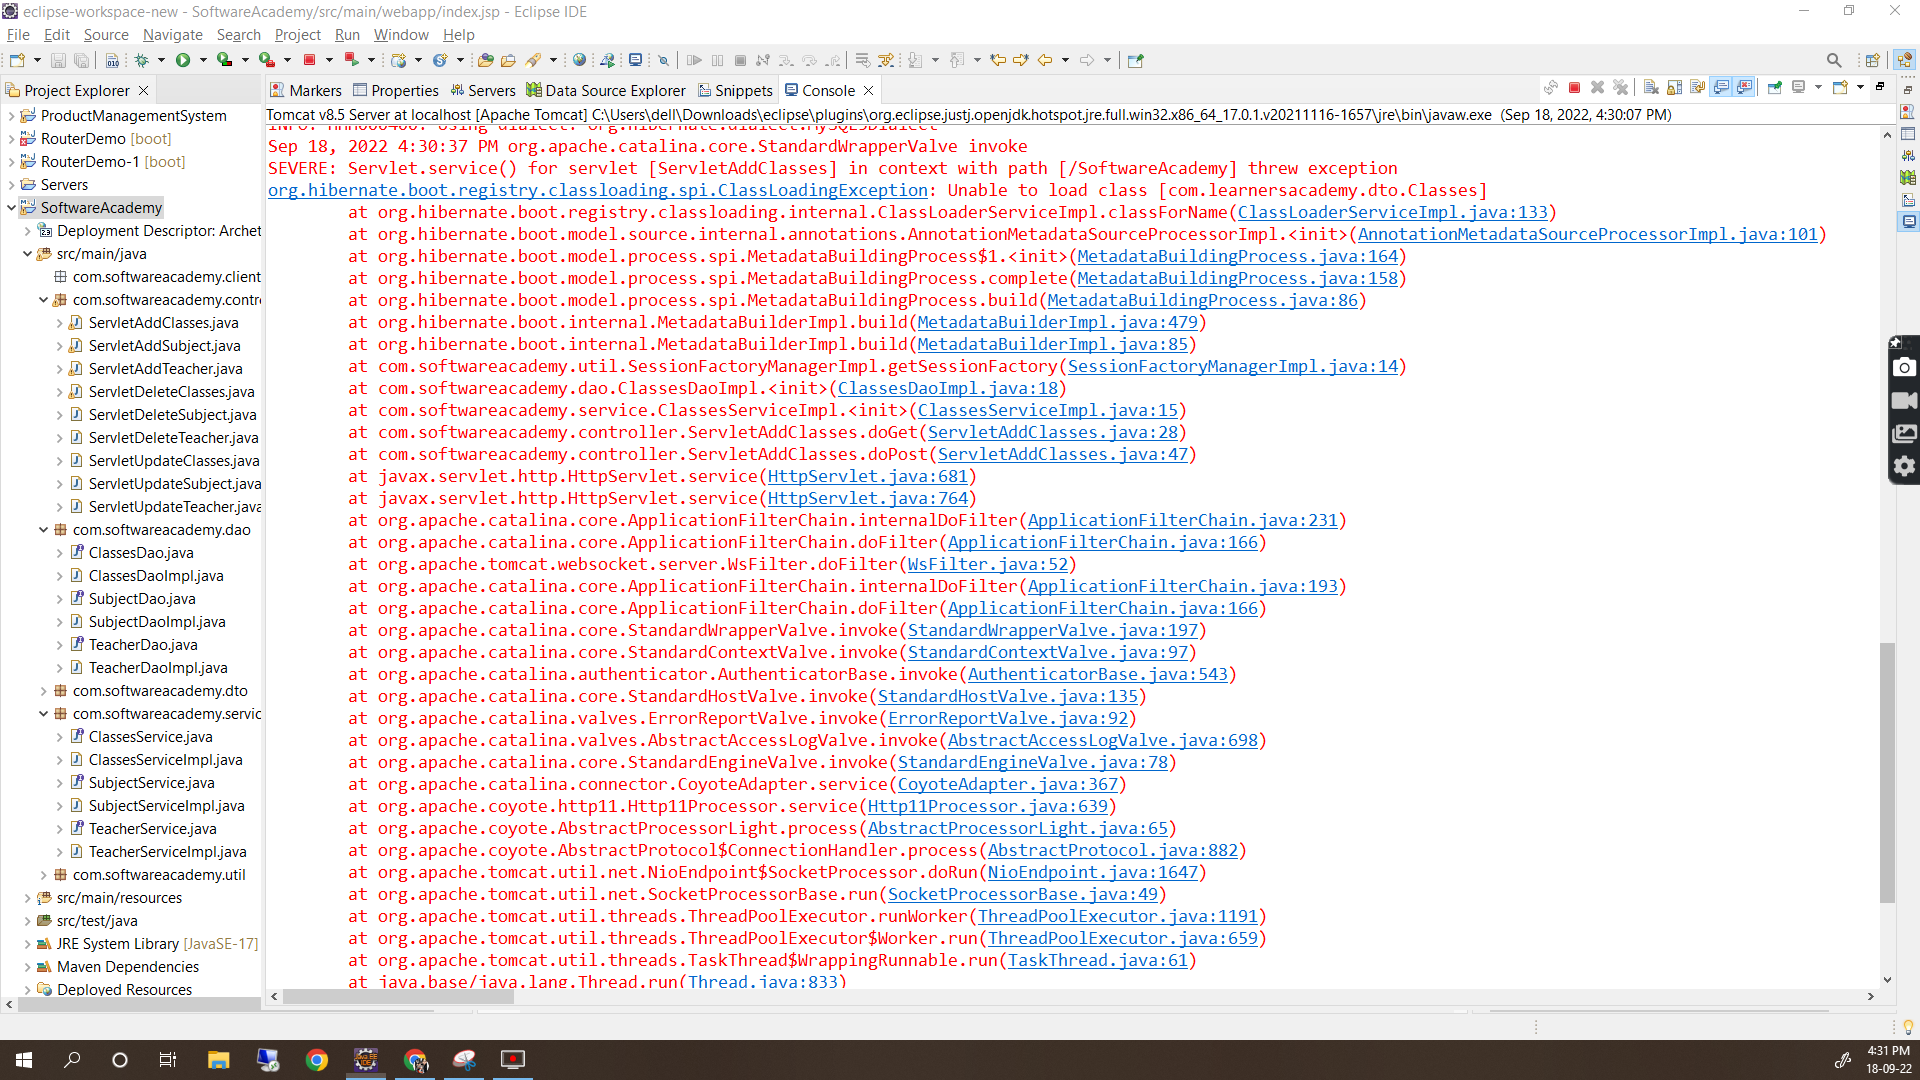 eclipse-workspace-new - SoftwareAcademy/src/main/webapp/index.jsp - Eclipse IDE
File Edit Source Navigate Search Project Run Window Help
Project Explorer
Markers Properties Servers Data Source Explorer Snippets Console
Tomcat v8.5 Server at localhost [Apache Tomcat] C:\Users\dell\Downloads\eclipse\plugins\org.eclipse.justj.openjdk.hotspot.jre.full.win32.x86_64_17.0.1.v20211116-1657\jre\bin\javaw.exe (Sep 18, 2022, 4:30:07 PM)
ProductManagementSystem
RouterDemo [boot]
RouterDemo-1 [boot]
Servers
SoftwareAcademy
Deployment Descriptor: Archet
src/main/java
com.softwareacademy.client
com.softwareacademy.contr
ServletAddClasses.java
ServletAddSubject.java
ServletAddTeacher.java
ServletDeleteClasses.java
ServletDeleteSubject.java
ServletDeleteTeacher.java
ServletUpdateClasses.java
ServletUpdateSubject.java
ServletUpdateTeacher.java
com.softwareacademy.dao
ClassesDao.java
ClassesDaoImpl.java
SubjectDao.java
SubjectDaoImpl.java
TeacherDao.java
TeacherDaoImpl.java
com.softwareacademy.dto
com.softwareacademy.servic
ClassesService.java
ClassesServiceImpl.java
SubjectService.java
SubjectServiceImpl.java
TeacherService.java
TeacherServiceImpl.java
com.softwareacademy.util
src/main/resources
src/test/java
JRE System Library [JavaSE-17]
Maven Dependencies
Deployed Resources
INFO: HHH000400: Using dialect: org.hibernate.dialect.MySQL5Dialect
Sep 18, 2022 4:30:37 PM org.apache.catalina.core.StandardWrapperValve invoke
SEVERE: Servlet.service() for servlet [ServletAddClasses] in context with path [/SoftwareAcademy] threw exception
org.hibernate.boot.registry.classloading.spi.ClassLoadingException: Unable to load class [com.learnersacademy.dto.Classes]
at org.hibernate.boot.registry.classloading.internal.ClassLoaderServiceImpl.classForName(ClassLoaderServiceImpl.java:133)
at org.hibernate.boot.model.source.internal.annotations.AnnotationMetadataSourceProcessorImpl.<init>(AnnotationMetadataSourceProcessorImpl.java:101)
at org.hibernate.boot.model.process.spi.MetadataBuildingProcess$1.<init>(MetadataBuildingProcess.java:164)
at org.hibernate.boot.model.process.spi.MetadataBuildingProcess.complete(MetadataBuildingProcess.java:158)
at org.hibernate.boot.model.process.spi.MetadataBuildingProcess.build(MetadataBuildingProcess.java:86)
at org.hibernate.boot.internal.MetadataBuilderImpl.build(MetadataBuilderImpl.java:479)
at org.hibernate.boot.internal.MetadataBuilderImpl.build(MetadataBuilderImpl.java:85)
at com.softwareacademy.util.SessionFactoryManagerImpl.getSessionFactory(SessionFactoryManagerImpl.java:14)
at com.softwareacademy.dao.ClassesDaoImpl.<init>(ClassesDaoImpl.java:18)
at com.softwareacademy.service.ClassesServiceImpl.<init>(ClassesServiceImpl.java:15)
at com.softwareacademy.controller.ServletAddClasses.doGet(ServletAddClasses.java:28)
at com.softwareacademy.controller.ServletAddClasses.doPost(ServletAddClasses.java:47)
at javax.servlet.http.HttpServlet.service(HttpServlet.java:681)
at javax.servlet.http.HttpServlet.service(HttpServlet.java:764)
at org.apache.catalina.core.ApplicationFilterChain.internalDoFilter(ApplicationFilterChain.java:231)
at org.apache.catalina.core.ApplicationFilterChain.doFilter(ApplicationFilterChain.java:166)
at org.apache.tomcat.websocket.server.WsFilter.doFilter(WsFilter.java:52)
at org.apache.catalina.core.ApplicationFilterChain.internalDoFilter(ApplicationFilterChain.java:193)
at org.apache.catalina.core.ApplicationFilterChain.doFilter(ApplicationFilterChain.java:166)
at org.apache.catalina.core.StandardWrapperValve.invoke(StandardWrapperValve.java:197)
at org.apache.catalina.core.StandardContextValve.invoke(StandardContextValve.java:97)
at org.apache.catalina.authenticator.AuthenticatorBase.invoke(AuthenticatorBase.java:543)
at org.apache.catalina.core.StandardHostValve.invoke(StandardHostValve.java:135)
at org.apache.catalina.valves.ErrorReportValve.invoke(ErrorReportValve.java:92)
at org.apache.catalina.valves.AbstractAccessLogValve.invoke(AbstractAccessLogValve.java:698)
at org.apache.catalina.core.StandardEngineValve.invoke(StandardEngineValve.java:78)
at org.apache.catalina.connector.CoyoteAdapter.service(CoyoteAdapter.java:367)
at org.apache.coyote.http11.Http11Processor.service(Http11Processor.java:639)
at org.apache.coyote.AbstractProcessorLight.process(AbstractProcessorLight.java:65)
at org.apache.coyote.AbstractProtocol$ConnectionHandler.process(AbstractProtocol.java:882)
at org.apache.tomcat.util.net.NioEndpoint$SocketProcessor.doRun(NioEndpoint.java:1647)
at org.apache.tomcat.util.net.SocketProcessorBase.run(SocketProcessorBase.java:49)
at org.apache.tomcat.util.threads.ThreadPoolExecutor.runWorker(ThreadPoolExecutor.java:1191)
at org.apache.tomcat.util.threads.ThreadPoolExecutor$Worker.run(ThreadPoolExecutor.java:659)
at org.apache.tomcat.util.threads.TaskThread$WrappingRunnable.run(TaskThread.java:61)
at java.base/java.lang.Thread.run(Thread.java:833)
4:31 PM
18-09-22